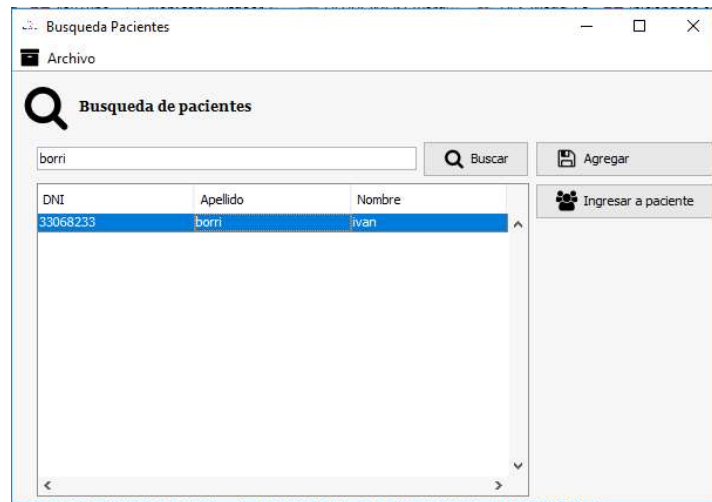 Busqueda Pacientes
Archivo
Busqueda de pacientes
borri
Buscar
Agregar
Ingresar a paciente
DNI Apellido Nombre
33068233 borri ivan